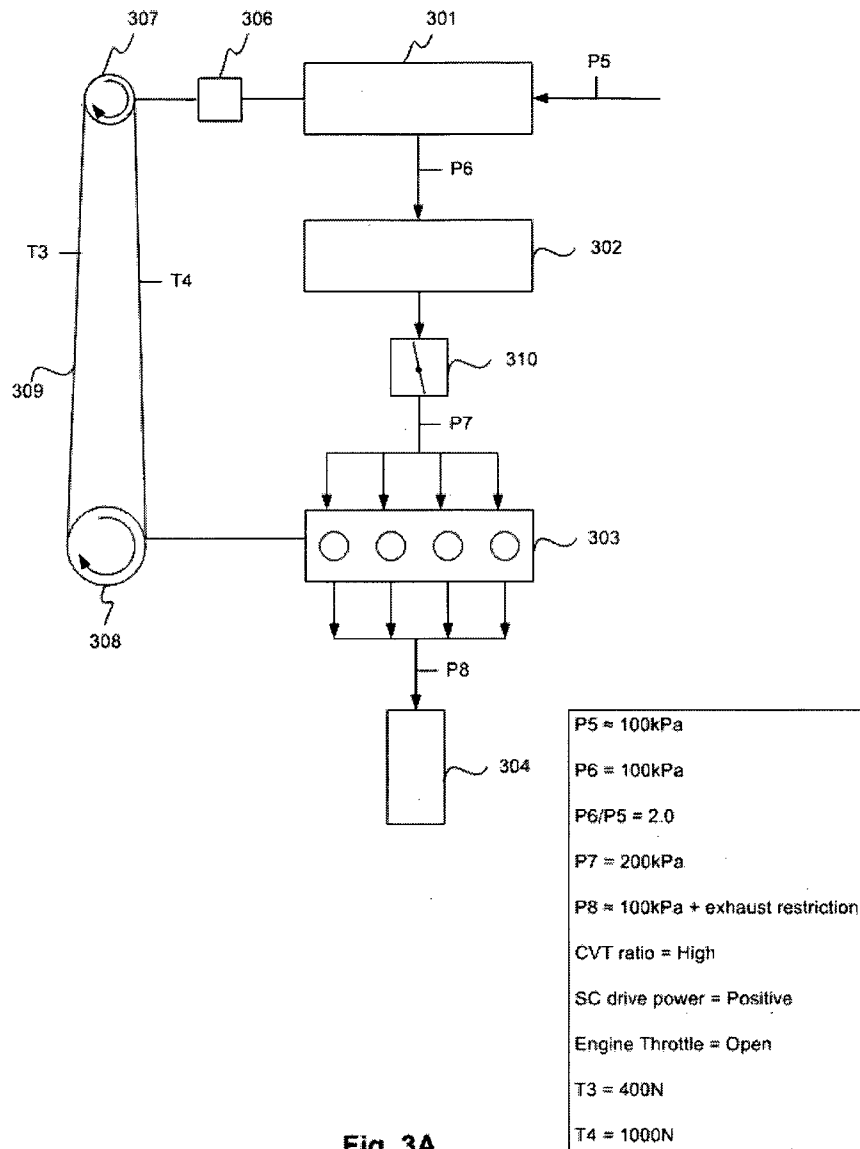 307
306
301
P5
P6
T3
T4
302
310
309
P7
303
308
P8
304
P5 ≈ 100kPa
P6 = 100kPa
P6/P5 = 2.0
P7 = 200kPa
P8 ≈ 100kPa + exhaust restriction
CVT ratio = High
SC drive power = Positive
Engine Throttle = Open
T3 = 400N
T4 = 1000N
Fig. 3A